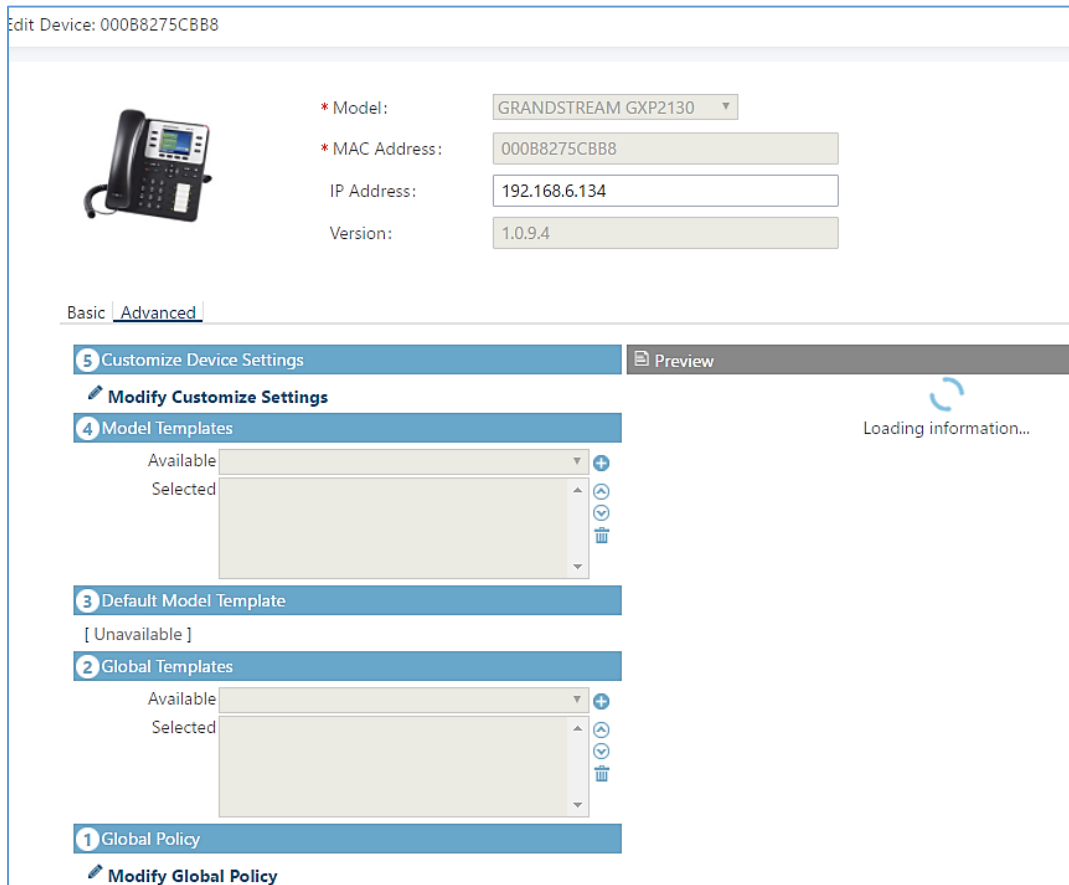 Edit Device: 000B8275CBB8
* Model: GRANDSTREAM GXP2130
* MAC Address: 000B8275CBB8
IP Address: 192.168.6.134
Version: 1.0.9.4
Basic Advanced
5 Customize Device Settings
Preview
Modify Customize Settings
Loading information...
4 Model Templates
Available
Selected
3 Default Model Template
[ Unavailable ]
2 Global Templates
Available
Selected
1 Global Policy
Modify Global Policy